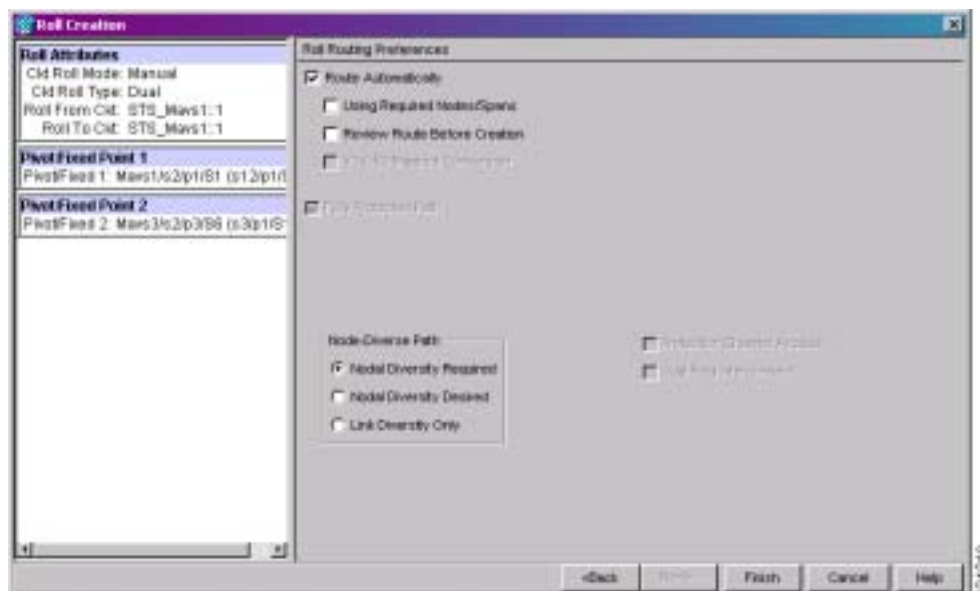 Roll Creation
Roll Attributes
Ckt Roll Mode: Manual
Ckt Roll Type: Dual
Roll From Ckt: STS_Mavs1::1
Roll To Ckt: STS_Mavs1::1
Pivot/Fixed Point 1
Pivot/Fixed 1: Mavs1/s2/p1/S1 (s12/p1/
Pivot/Fixed Point 2
Pivot/Fixed 2: Mavs3/s2/p3/S6 (s3/p1/S
Roll Routing Preferences
Route Automatically
Using Required Nodes/Spans
Review Route Before Creation
Fully Protected Path
Node-Diverse Path
Nodal Diversity Required
Nodal Diversity Desired
Link Diversity Only
<Back
Finish
Cancel
Help